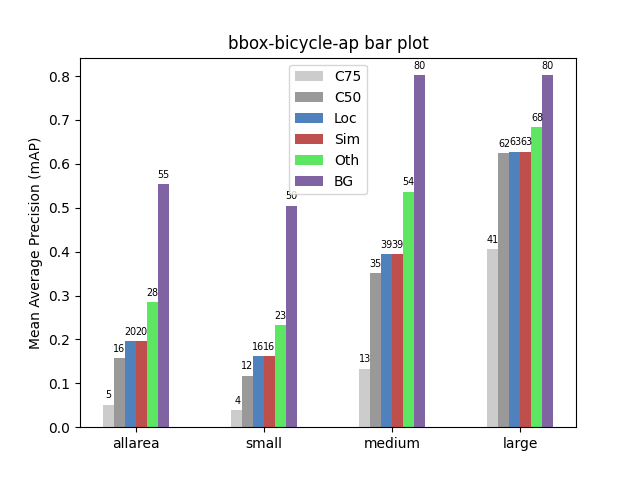 bbox-bicycle-ap bar plot
Mean Average Precision (mAP)
0.8
0.7
0.6
0.5
0.4
0.3
0.2
0.1
0.0
C75
C50
Loc
Sim
Oth
BG
5 16 20 20 28 55
4 12 16 16 23 50
13 35 39 39 54 80
41 62 63 63 68 80
allarea small medium large